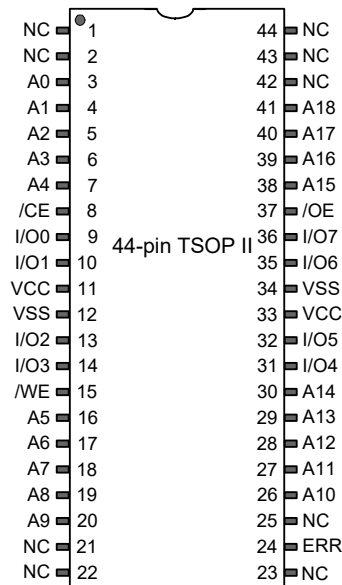 NC 1 44 NC
NC 2 43 NC
A0 3 42 NC
A1 4 41 A18
A2 5 40 A17
A3 6 39 A16
A4 7 38 A15
/CE 8 37 /OE
I/O0 9 44-pin TSOP II 36 I/O7
I/O1 10 35 I/O6
VCC 11 34 VSS
VSS 12 33 VCC
I/O2 13 32 I/O5
I/O3 14 31 I/O4
/WE 15 30 A14
A5 16 29 A13
A6 17 28 A12
A7 18 27 A11
A8 19 26 A10
A9 20 25 NC
NC 21 24 ERR
NC 22 23 NC